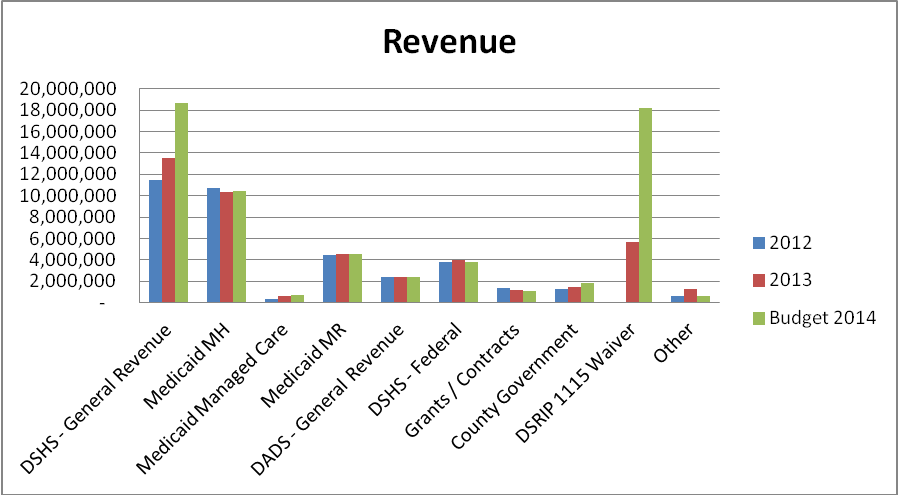 Revenue
20,000,000
18,000,000
16,000,000
14,000,000
12,000,000
10,000,000
8,000,000
6,000,000
4,000,000
2,000,000
-
DSHS - General Revenue
Medicaid MH
Medicaid Managed Care
Medicaid MR
DADS - General Revenue
DSHS - Federal
Grants / Contracts
County Government
DSRIP 1115 Waiver
Other
2012
2013
Budget 2014